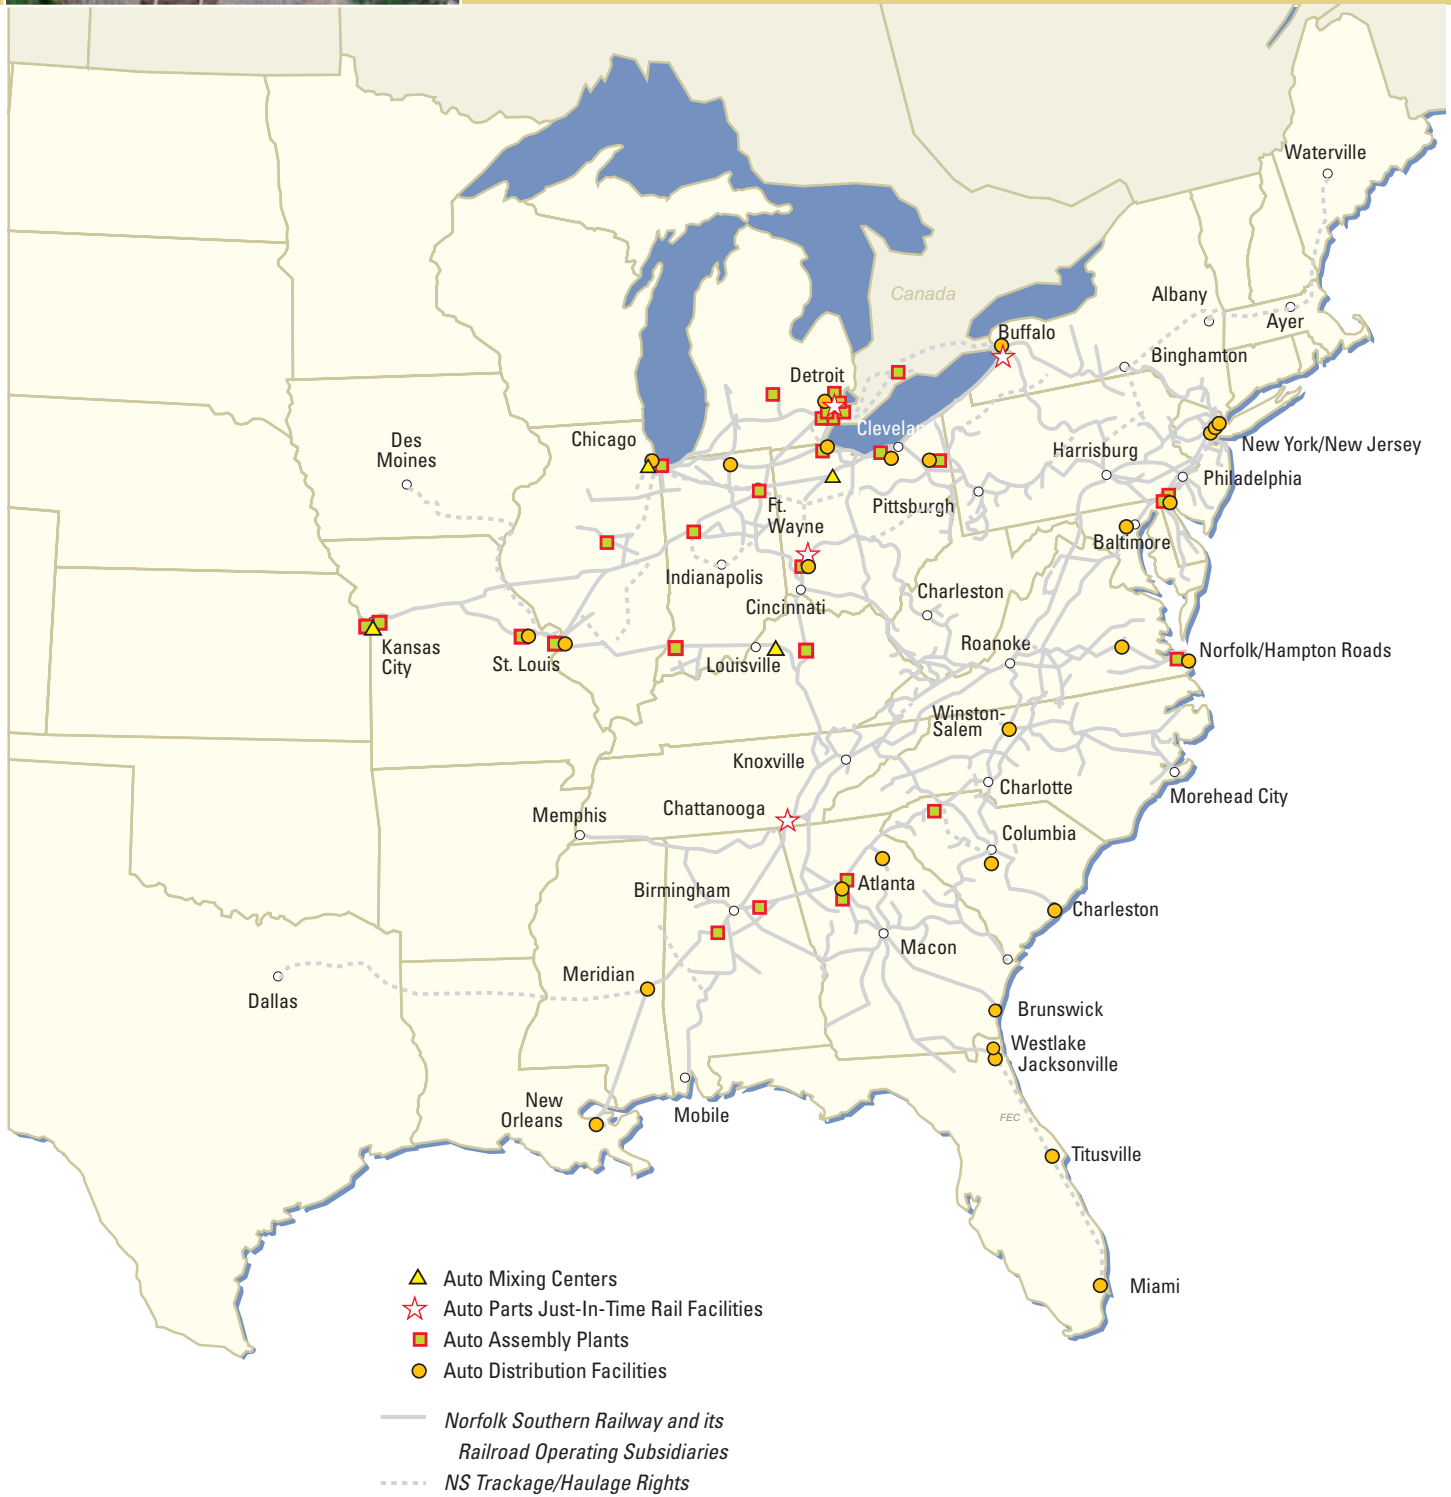 Waterville
Canada
Albany
Ayer
Buffalo
Binghamton
Detroit
Cleveland
Chicago
Des
Moines
New York/New Jersey
Harrisburg
Philadelphia
Pittsburgh
Ft.
Wayne
Baltimore
Indianapolis
Cincinnati
Charleston
Kansas
City
St. Louis
Louisville
Roanoke
Norfolk/Hampton Roads
Winston-
Salem
Knoxville
Charlotte
Morehead City
Chattanooga
Memphis
Columbia
Birmingham
Atlanta
Charleston
Macon
Meridian
Dallas
Brunswick
Westlake
Jacksonville
New
Orleans
Mobile
FEC
Titusville
Miami
Auto Mixing Centers
Auto Parts Just-In-Time Rail Facilities
Auto Assembly Plants
Auto Distribution Facilities
Norfolk Southern Railway and its
Railroad Operating Subsidiaries
NS Trackage/Haulage Rights